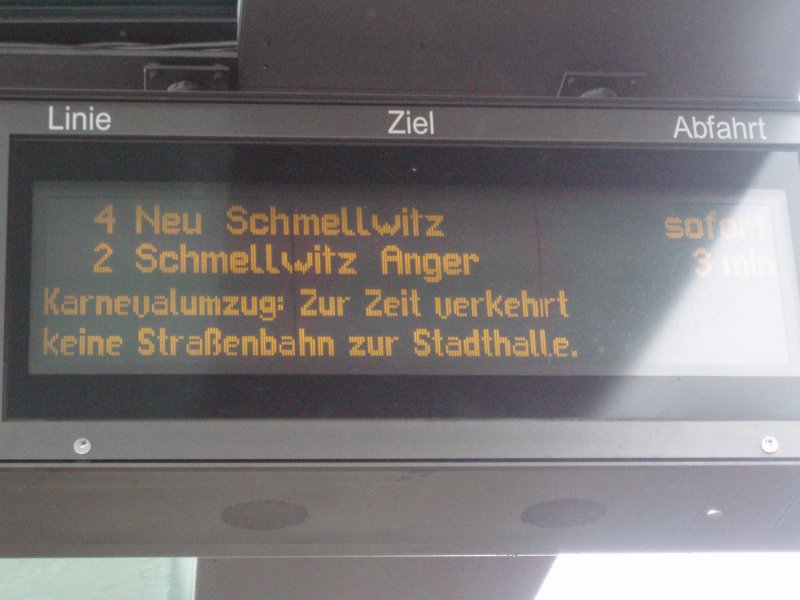 Linie Ziel Abfahrt
4 Neu Schmellwitz sofort
2 Schmellwitz Anger 3 min
Karnevalumzug: Zur Zeit verkehrt
keine Straßenbahn zur Stadthalle.